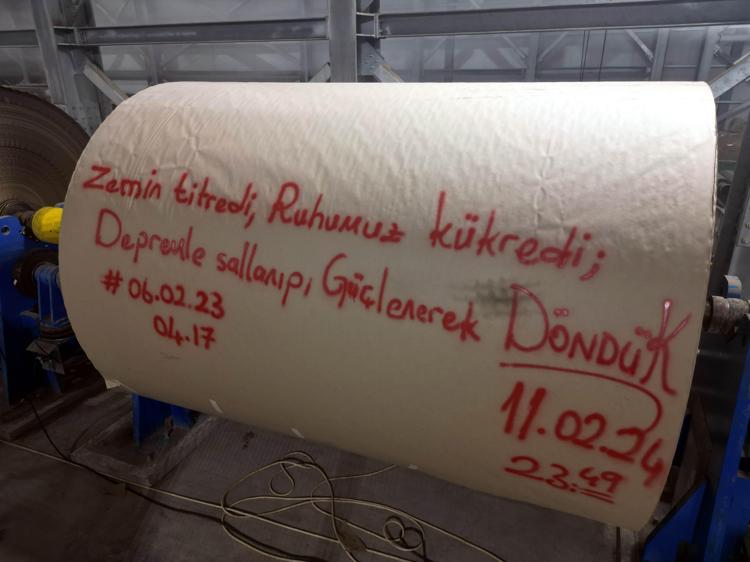 Zemin titredi, Ruhumuz kükredi;
Depremle sallanıp, Güçlenerek DÖNDÜK
#06.02.23
04.17
11.02.24
23:49